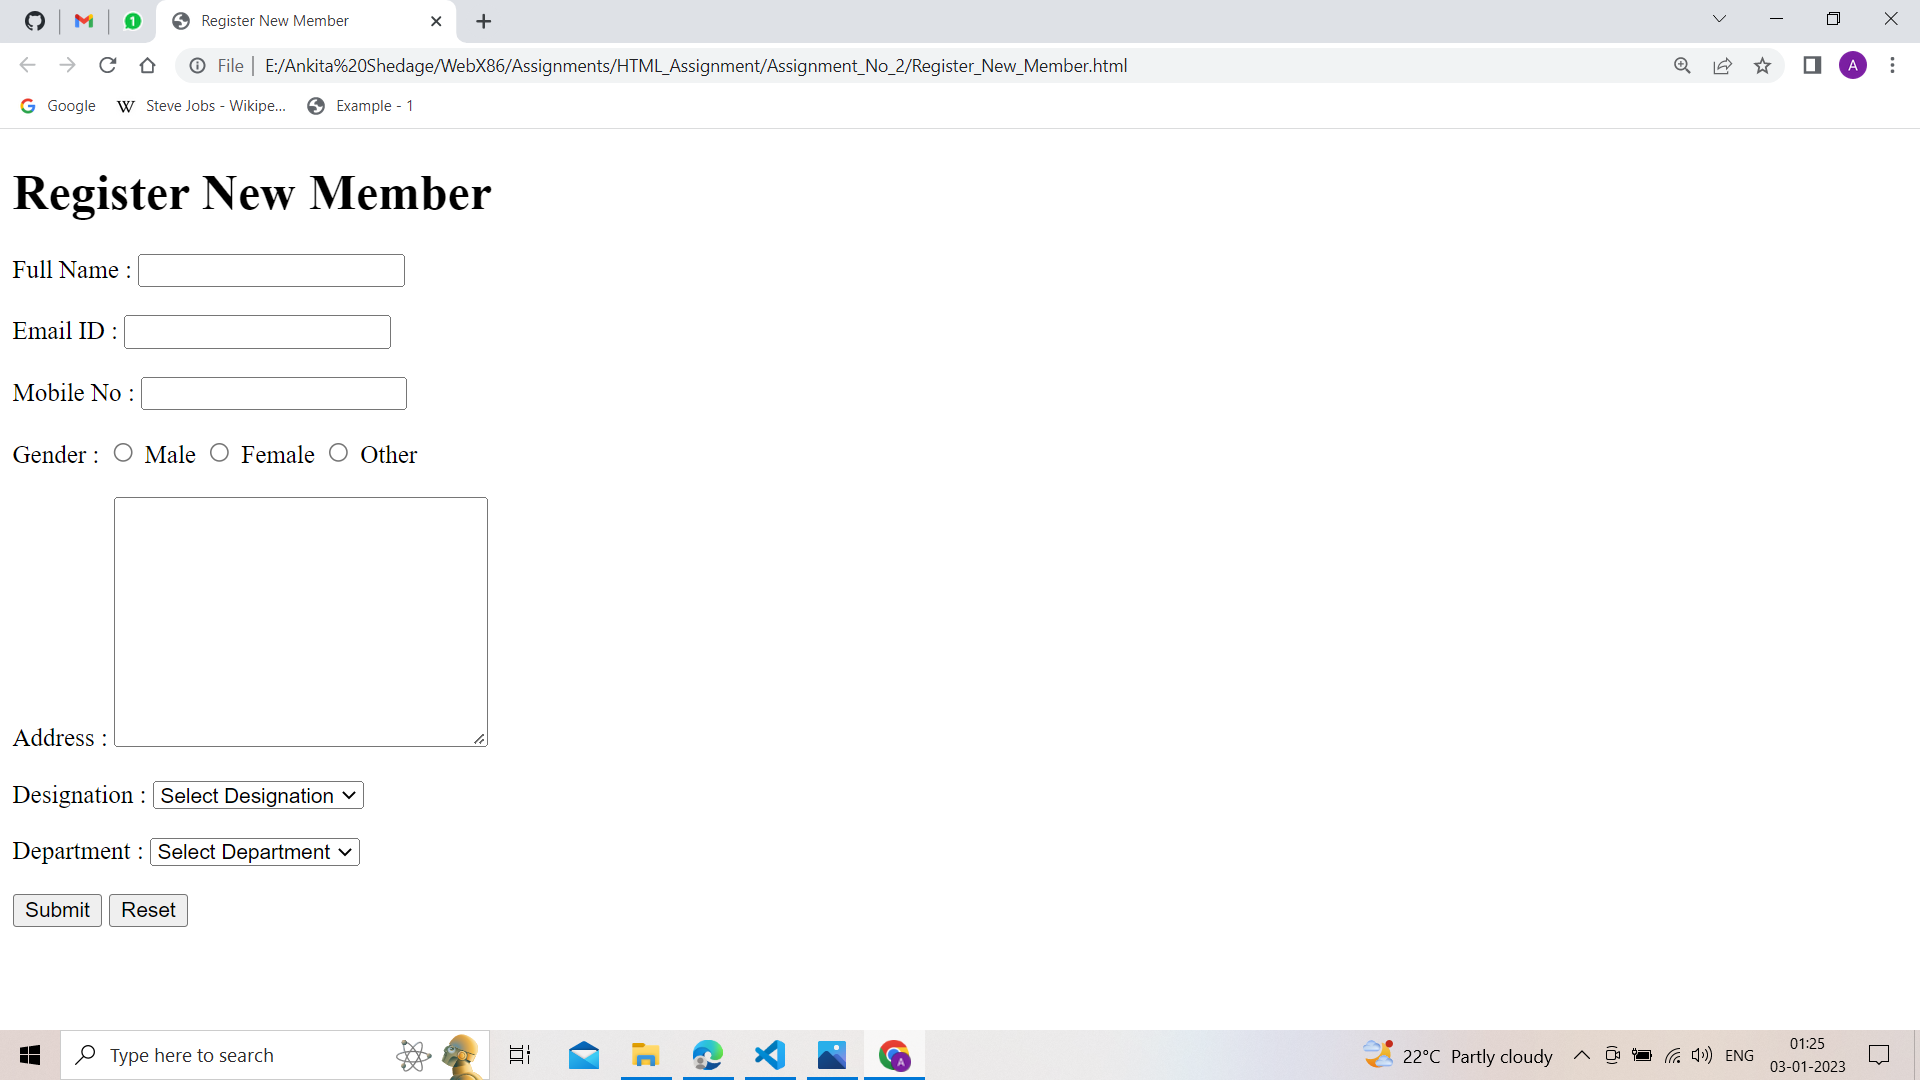 Register New Member
File | E:/Ankita%20Shedage/WebX86/Assignments/HTML_Assignment/Assignment_No_2/Register_New_Member.html
A
Google Steve Jobs - Wikipe... Example - 1
Register New Member
Full Name :
Email ID :
Mobile No :
Gender : Male Female Other
Address :
Designation : Select Designation
Department : Select Department
Submit Reset
Type here to search
22°C Partly cloudy
ENG
01:25
03-01-2023